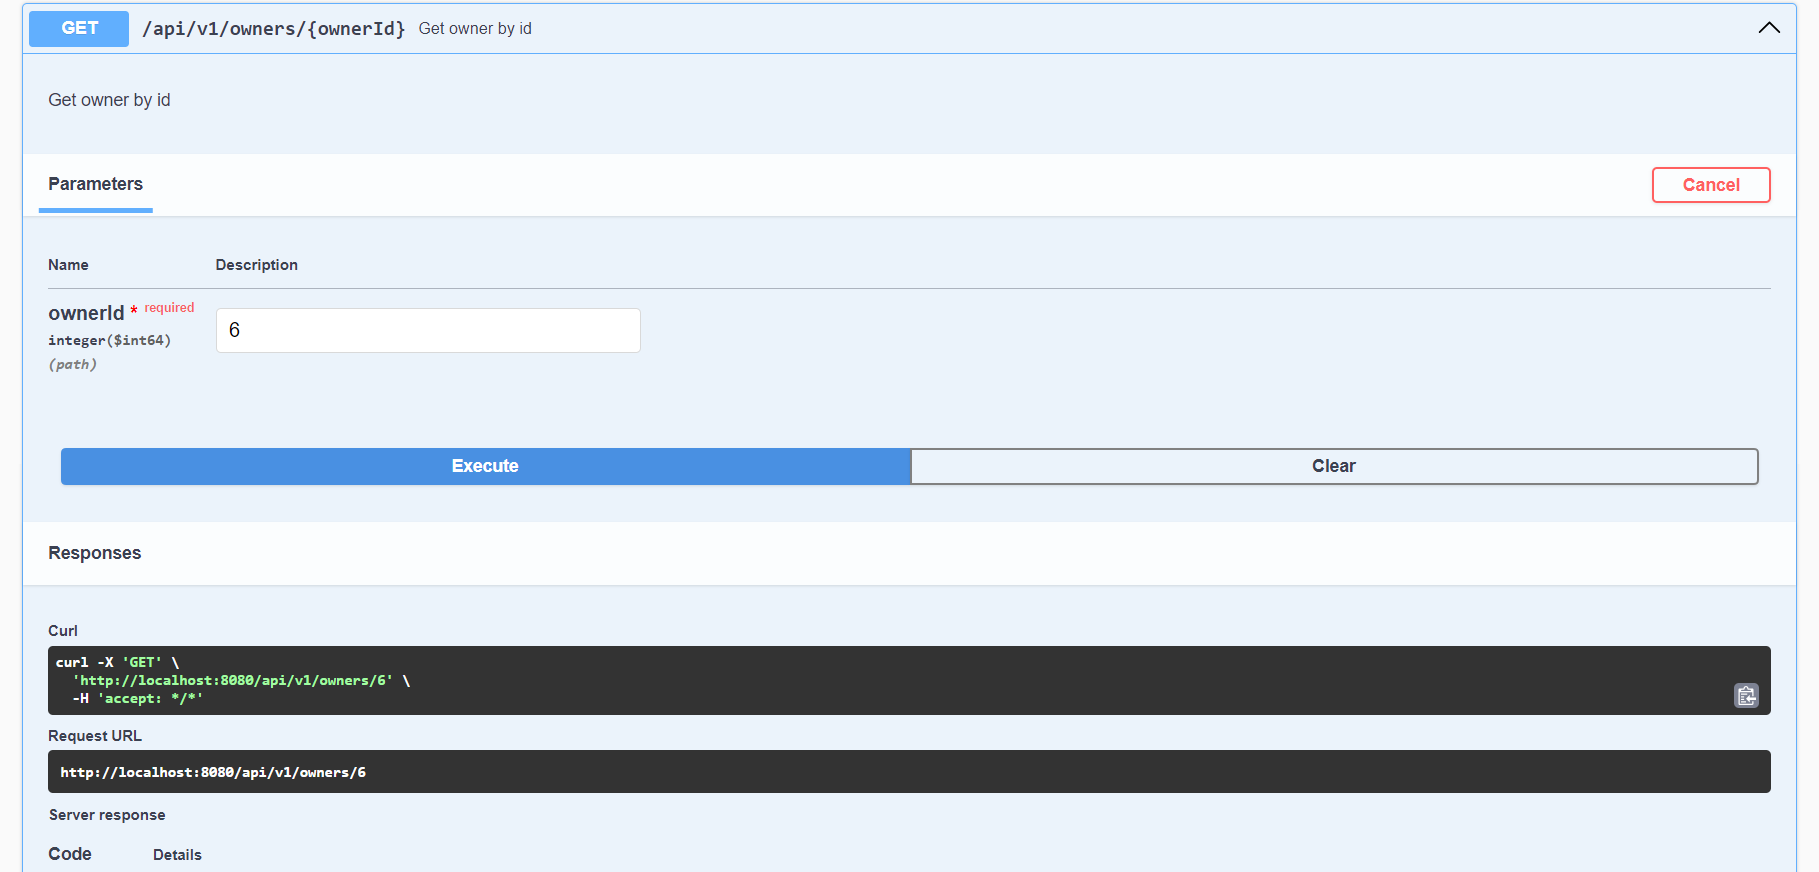 GET /api/v1/owners/{ownerId} Get owner by id
Get owner by id
Parameters
Cancel
Name Description
ownerId * required
integer($int64)
(path)
6
Execute
Clear
Responses
Curl
curl -X 'GET' \
'http://localhost:8080/api/v1/owners/6' \
-H 'accept: */*'
Request URL
http://localhost:8080/api/v1/owners/6
Server response
Code Details